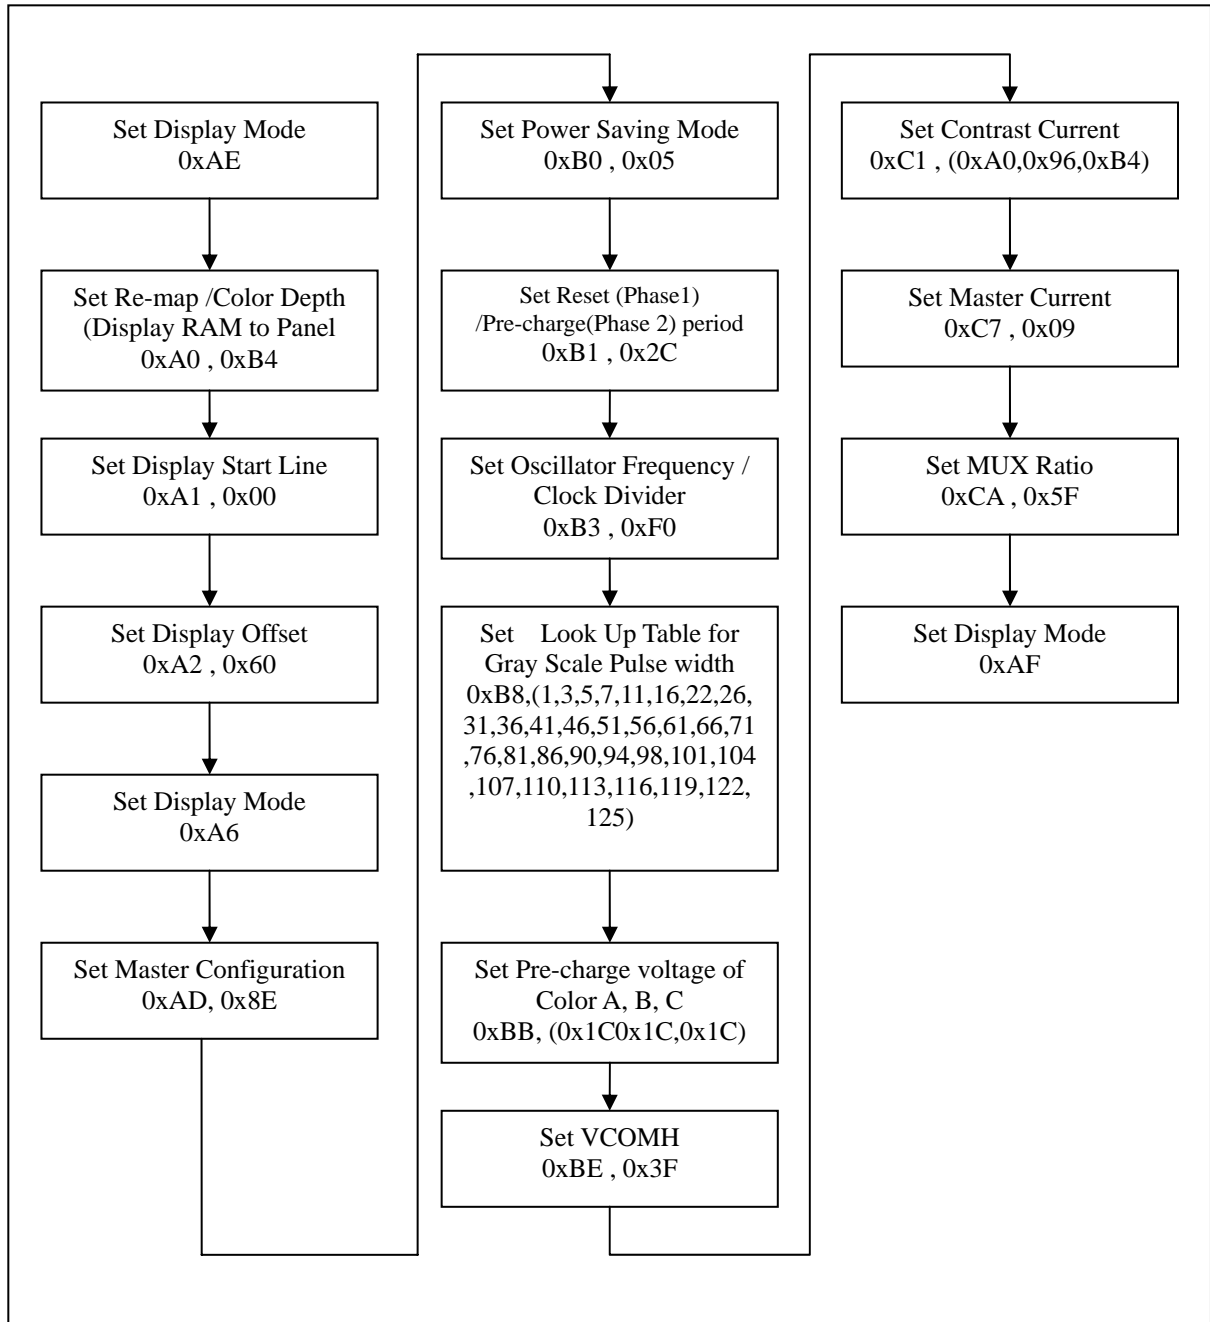 Set Display Mode
0xAE
Set Re-map /Color Depth
(Display RAM to Panel
0xA0 , 0xB4
Set Display Start Line
0xA1 , 0x00
Set Display Offset
0xA2 , 0x60
Set Display Mode
0xA6
Set Master Configuration
0xAD, 0x8E
Set Power Saving Mode
0xB0 , 0x05
Set Reset (Phase1)
/Pre-charge(Phase 2) period
0xB1 , 0x2C
Set Oscillator Frequency /
Clock Divider
0xB3 , 0xF0
Set Look Up Table for
Gray Scale Pulse width
0xB8,(1,3,5,7,11,16,22,26,
31,36,41,46,51,56,61,66,71
,76,81,86,90,94,98,101,104
,107,110,113,116,119,122,
125)
Set Pre-charge voltage of
Color A, B, C
0xBB, (0x1C0x1C,0x1C)
Set VCOMH
0xBE , 0x3F
Set Contrast Current
0xC1 , (0xA0,0x96,0xB4)
Set Master Current
0xC7 , 0x09
Set MUX Ratio
0xCA , 0x5F
Set Display Mode
0xAF